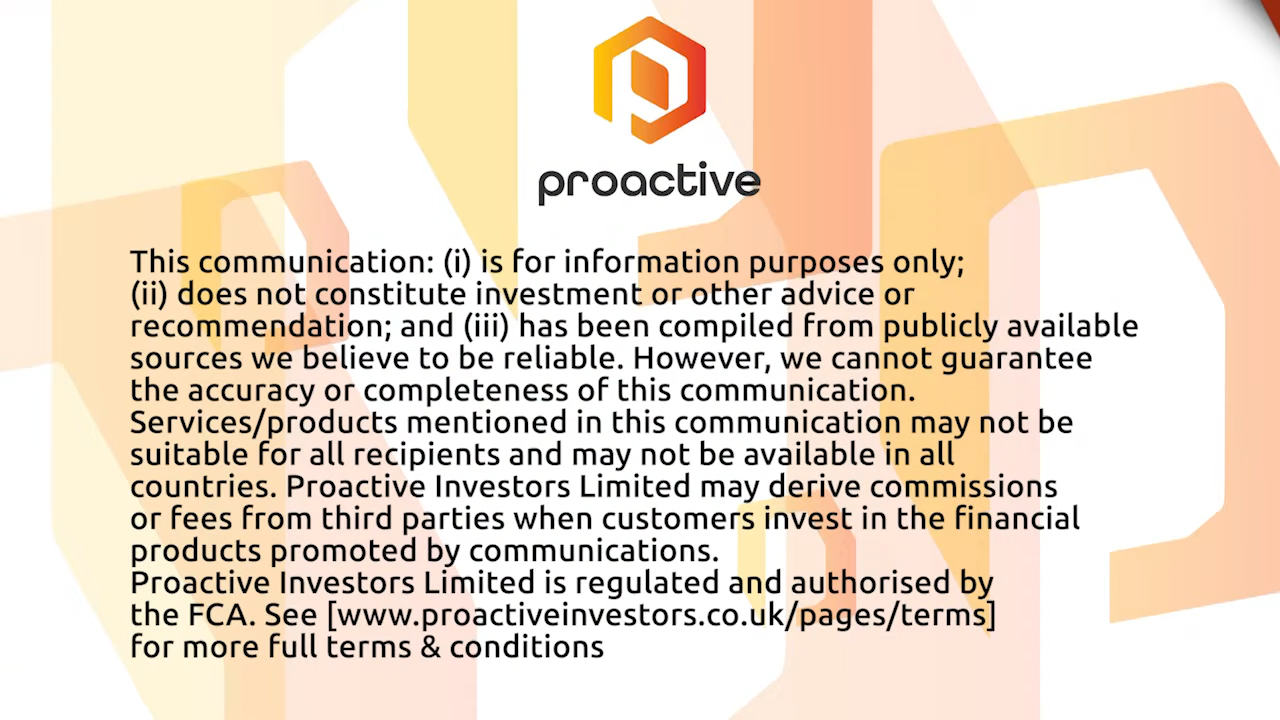 proactive
This communication: (i) is for information purposes only;
(ii) does not constitute investment or other advice or
recommendation; and (iii) has been compiled from publicly available
sources we believe to be reliable. However, we cannot guarantee
the accuracy or completeness of this communication.
Services/products mentioned in this communication may not be
suitable for all recipients and may not be available in all
countries. Proactive Investors Limited may derive commissions
or fees from third parties when customers invest in the financial
products promoted by communications.
Proactive Investors Limited is regulated and authorised by
the FCA. See [www.proactiveinvestors.co.uk/pages/terms]
for more full terms & conditions